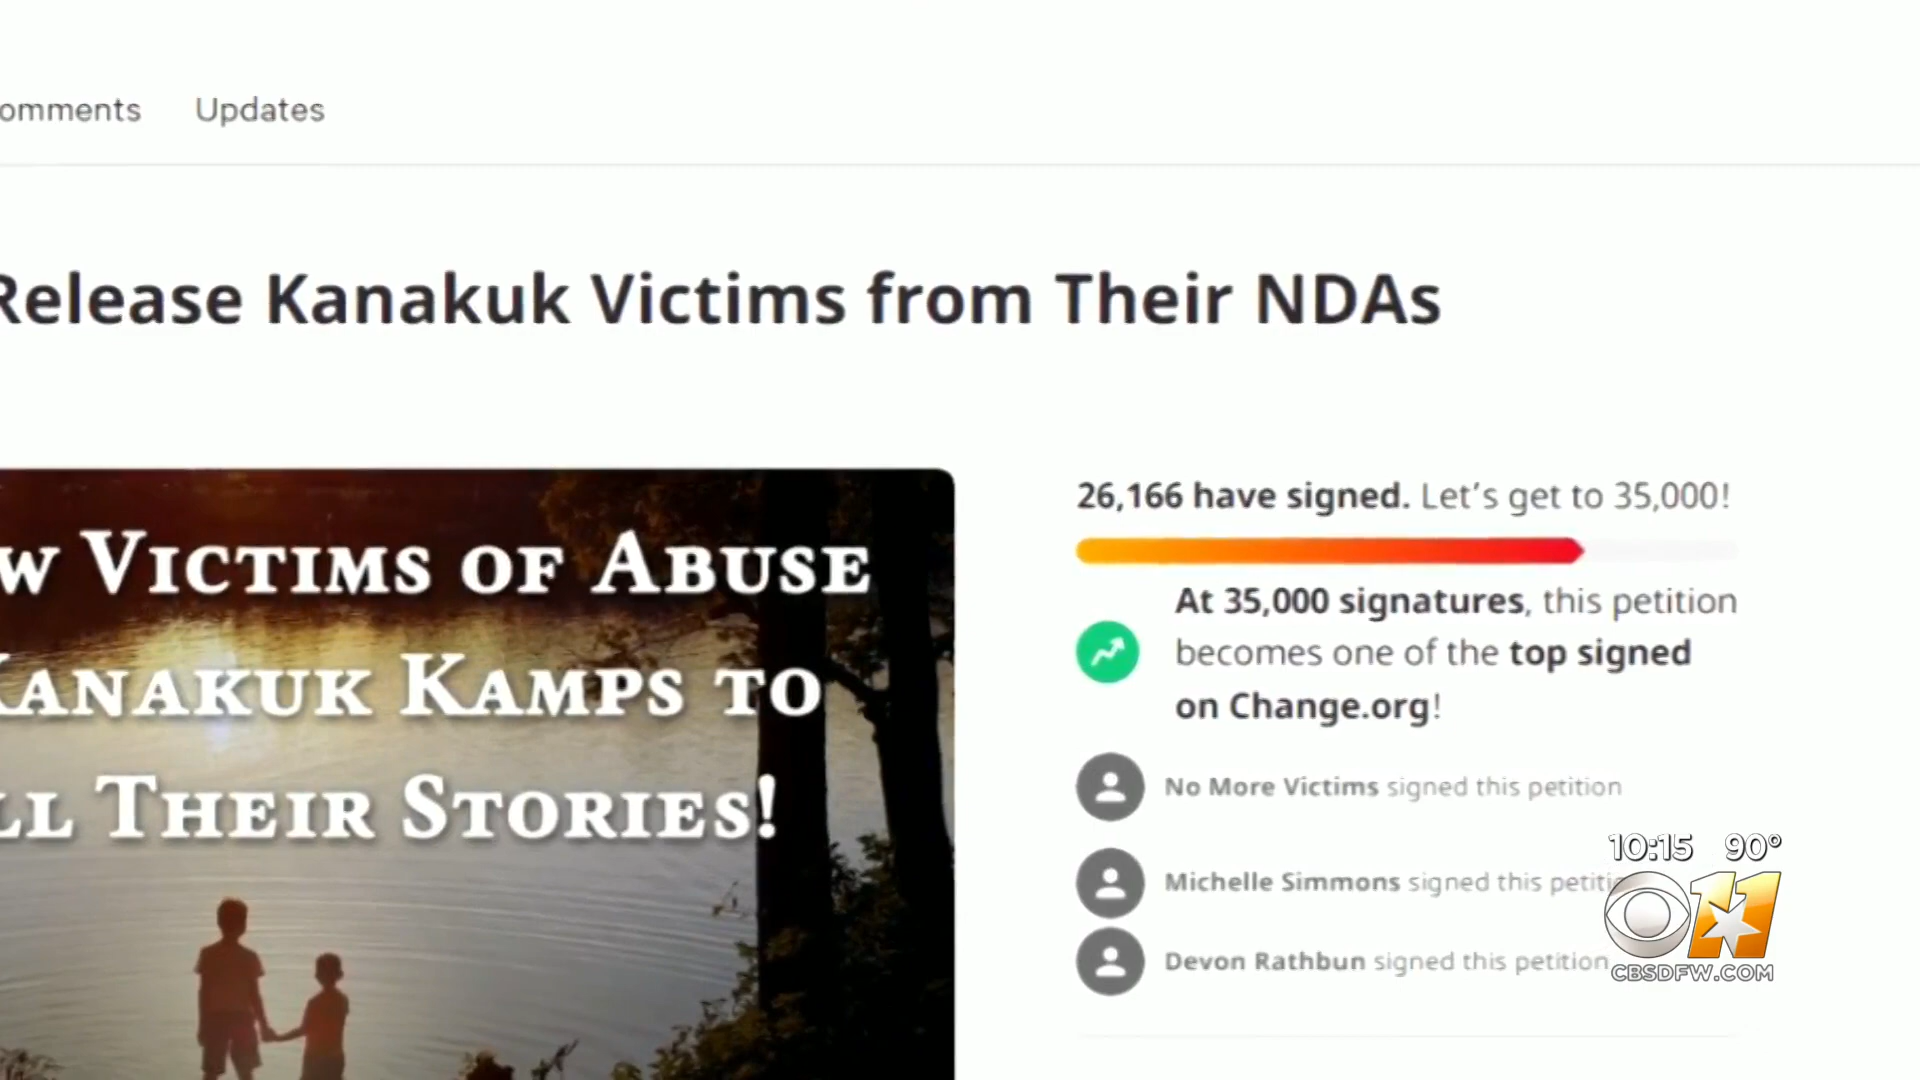 Updates
Release Kanakuk Victims from Their NDAs
Victims of Abuse
Kanakuk Kamps to
Their Stories!
26,166 have signed. Let's get to 35,000!
At 35,000 signatures, this petition
becomes one of the top signed
on Change.org!
No More Victims signed this petition
Michelle Simmons signed this petition
Devon Rathbun signed this petition
10:15 90°
11
CBSDFW.COM